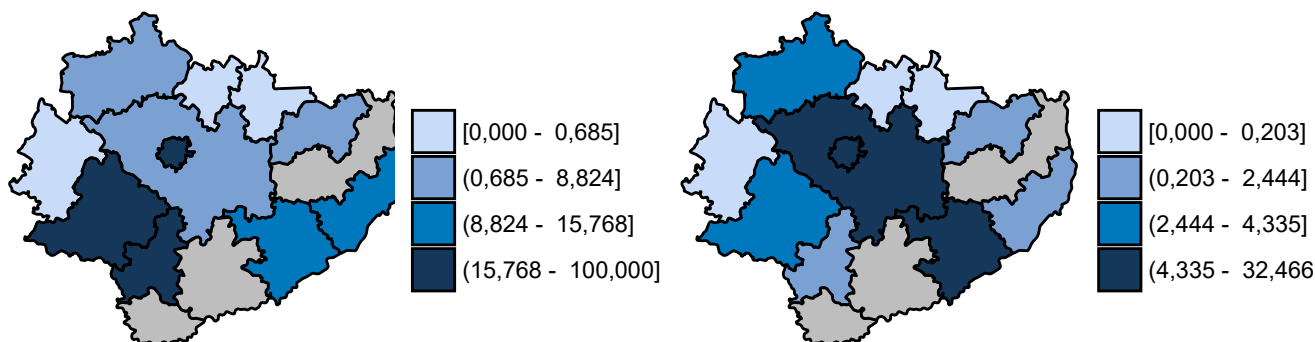 [0,000 - 0,685]
(0,685 - 8,824]
(8,824 - 15,768]
(15,768 - 100,000]
[0,000 - 0,203]
(0,203 - 2,444]
(2,444 - 4,335]
(4,335 - 32,466